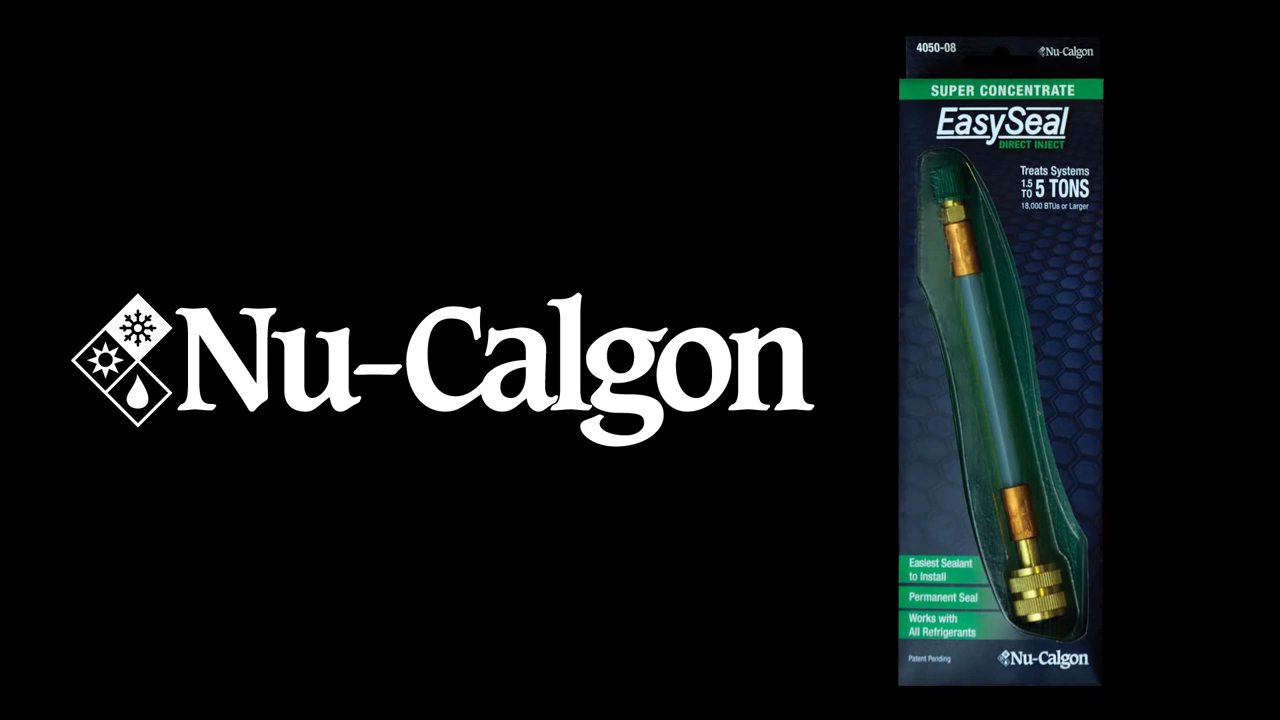 Nu-Calgon
4050-08
Nu-Calgon
SUPER CONCENTRATE
EasySeal
DIRECT INJECT
Treats Systems
1.5 TO 5 TONS
18,000 BTUs or Larger
Easiest Sealant
to Install
Permanent Seal
Works with
All Refrigerants
Patent Pending
Nu-Calgon